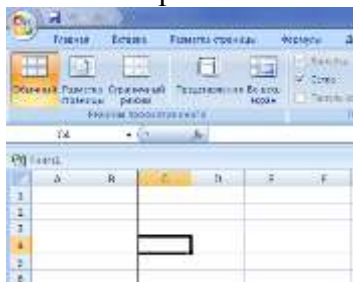 Главная Вставка Разметка страницы Формулы
Обычный Разметка Страничный Представления Во весь
страницы режим экран
Сетка
Режимы просмотра книги
C4
A B C D E F
1
2
3
4
5
6